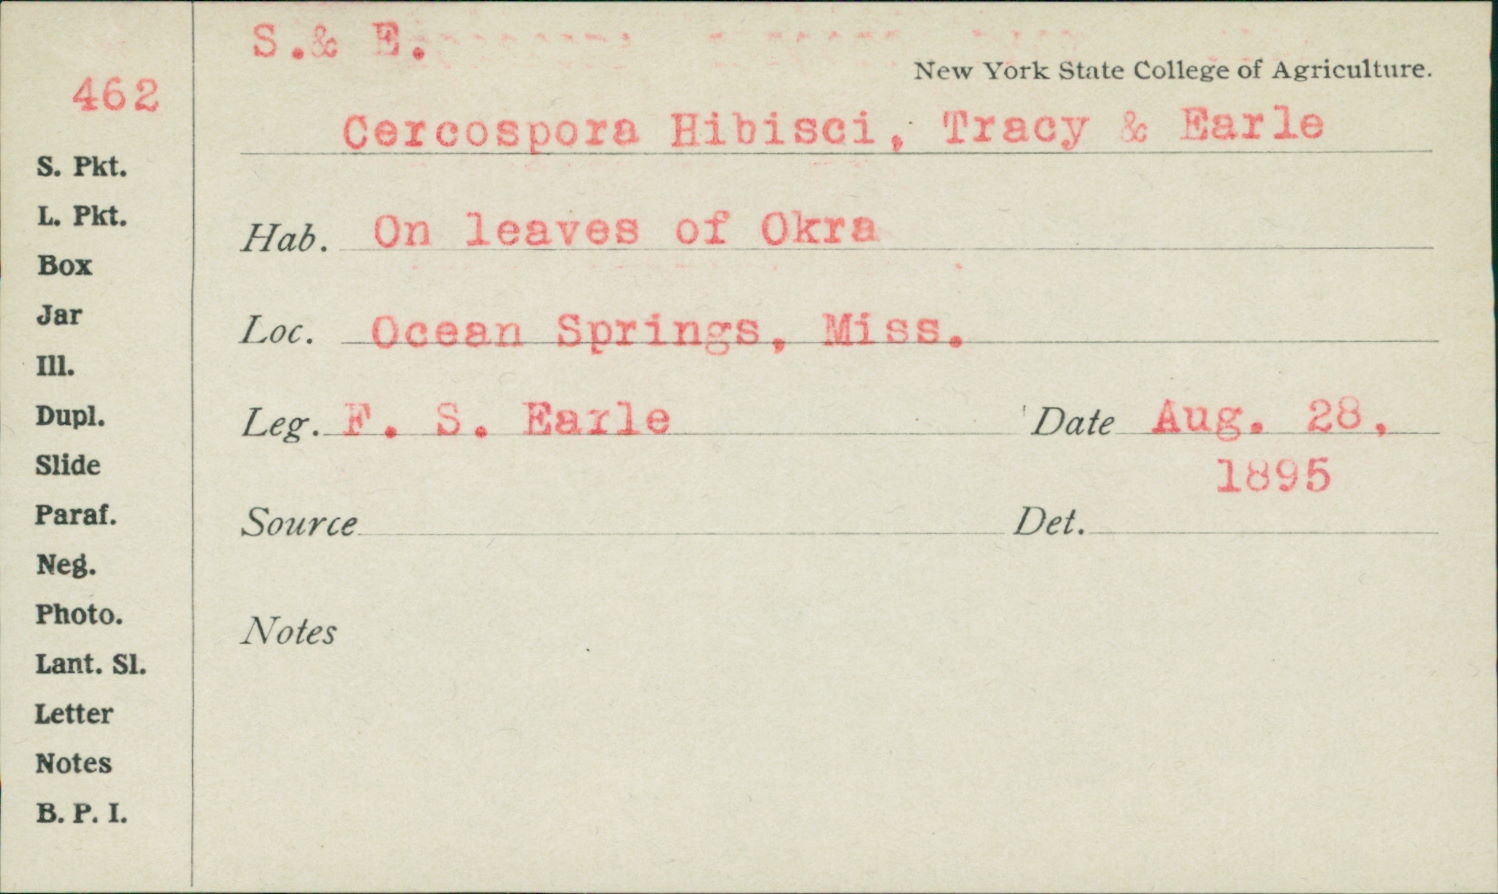 S.& E.
New York State College of Agriculture.
462
Cercospora Hibisci, Tracy & Earle
S. Pkt.
L. Pkt.
Box
Jar
Ill.
Dupl.
Slide
Paraf.
Neg.
Photo.
Lant. Sl.
Letter
Notes
B. P. I.
Hab. On leaves of Okra
Loc. Ocean Springs, Miss.
Leg. F. S. Earle Date Aug. 28,
1895
Source Det.
Notes